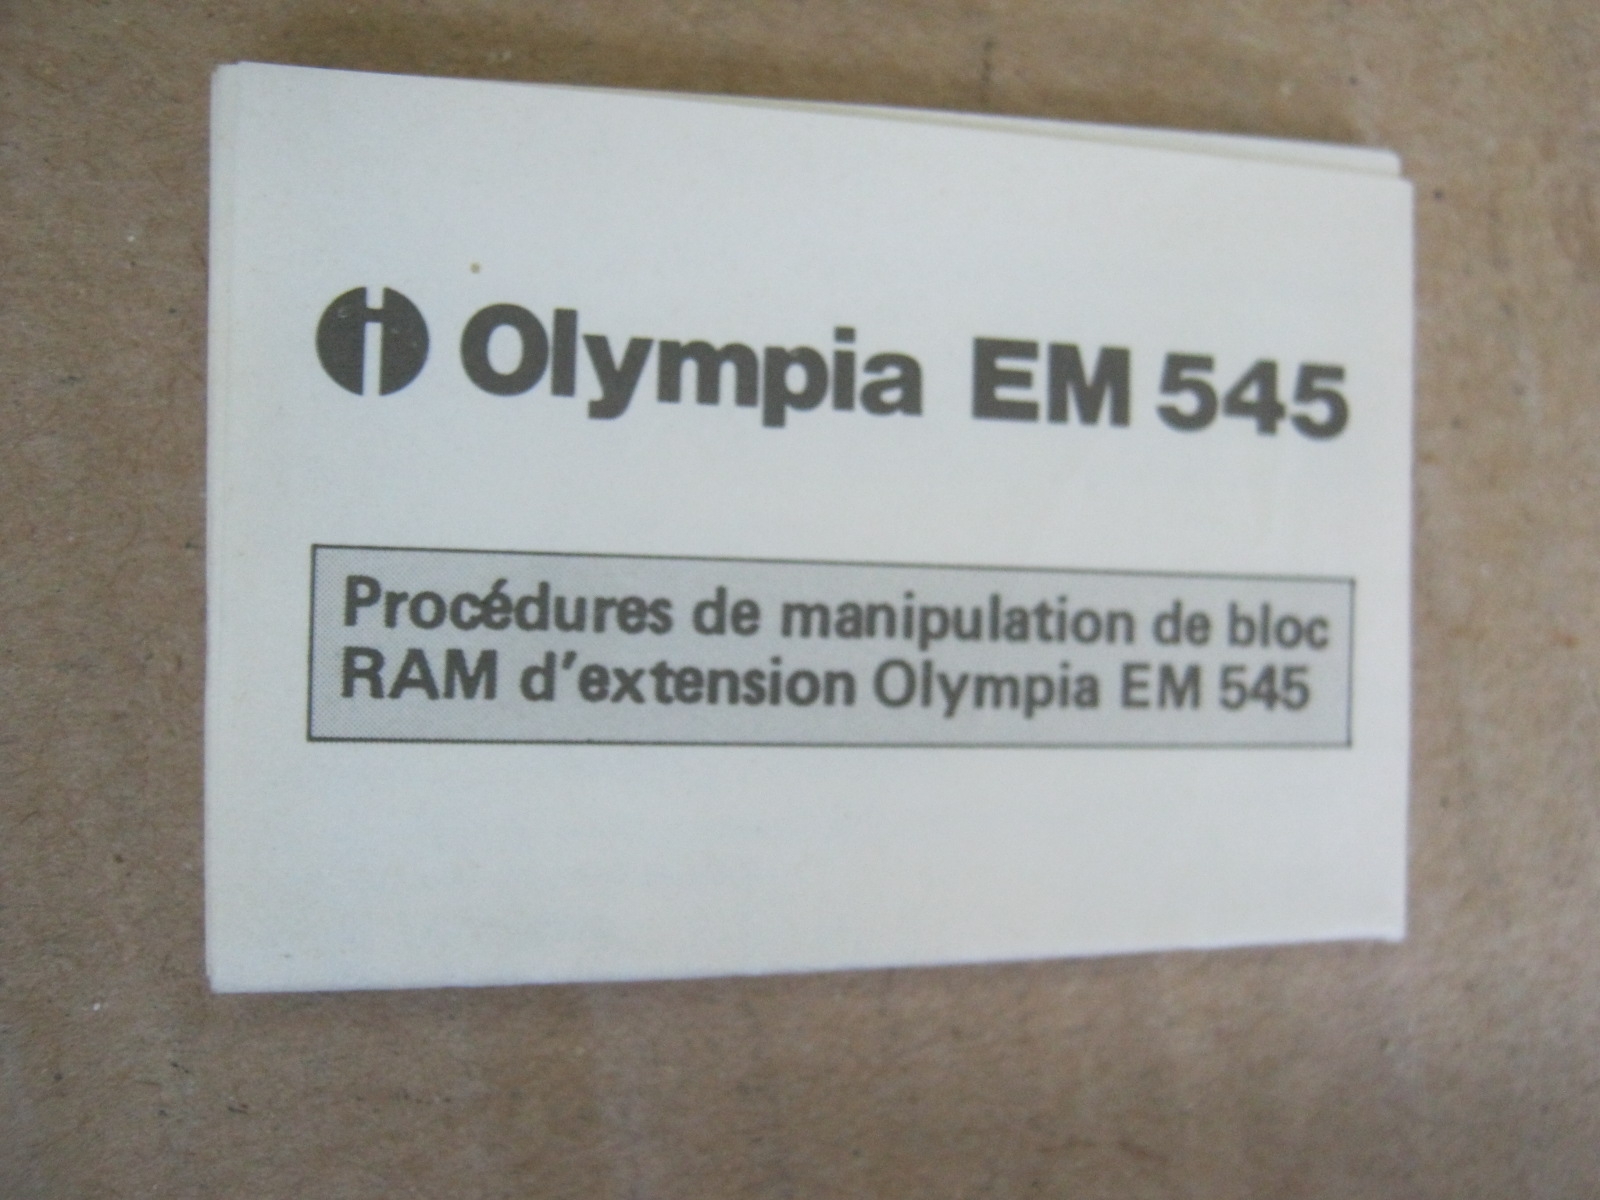 Olympia EM 545
Procédures de manipulation de bloc
RAM d'extension Olympia EM 545